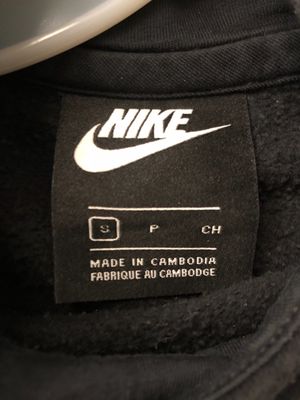 NIKE
S P CH
MADE IN CAMBODIA
FABRIQUE AU CAMBODGE